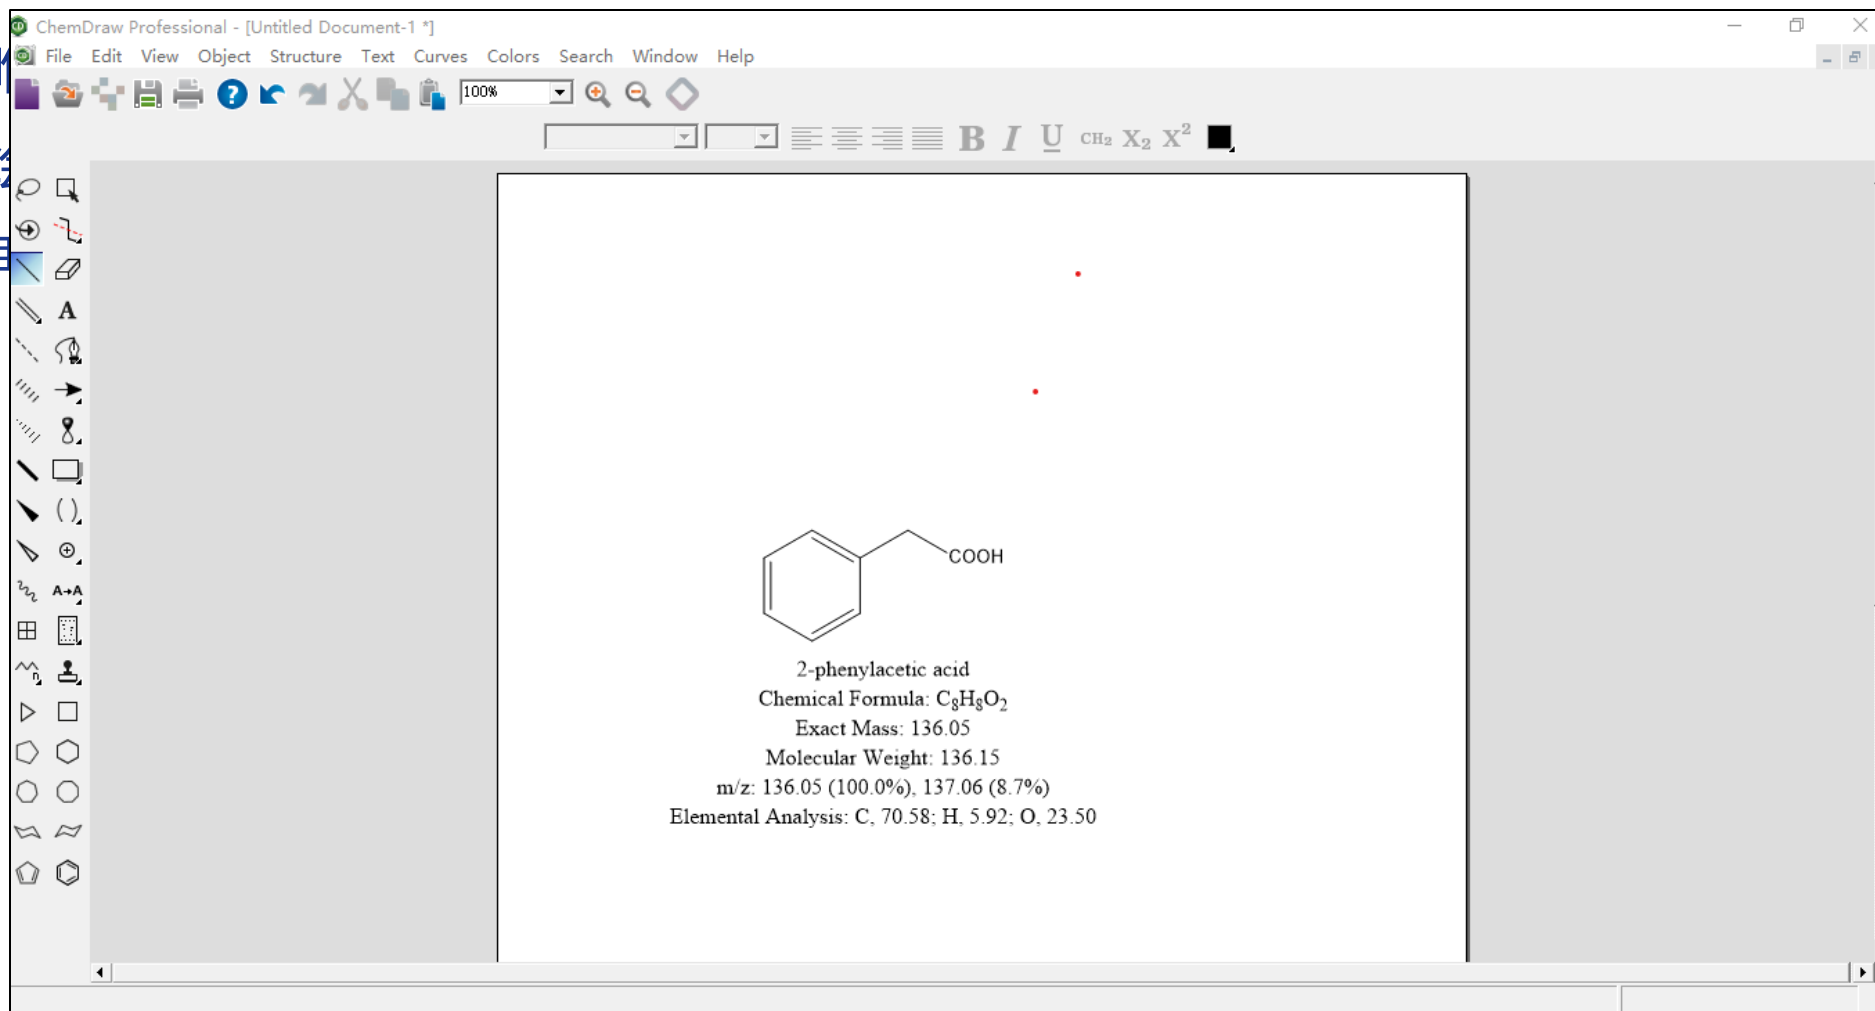 ChemDraw Professional - [Untitled Document-1 *]
File Edit View Object Structure Text Curves Colors Search Window Help
100%
B I U CH₂ X₂ X²
A
A→A
n
COOH
2-phenylacetic acid
Chemical Formula: C₈H₈O₂
Exact Mass: 136.05
Molecular Weight: 136.15
m/z: 136.05 (100.0%), 137.06 (8.7%)
Elemental Analysis: C, 70.58; H, 5.92; O, 23.50